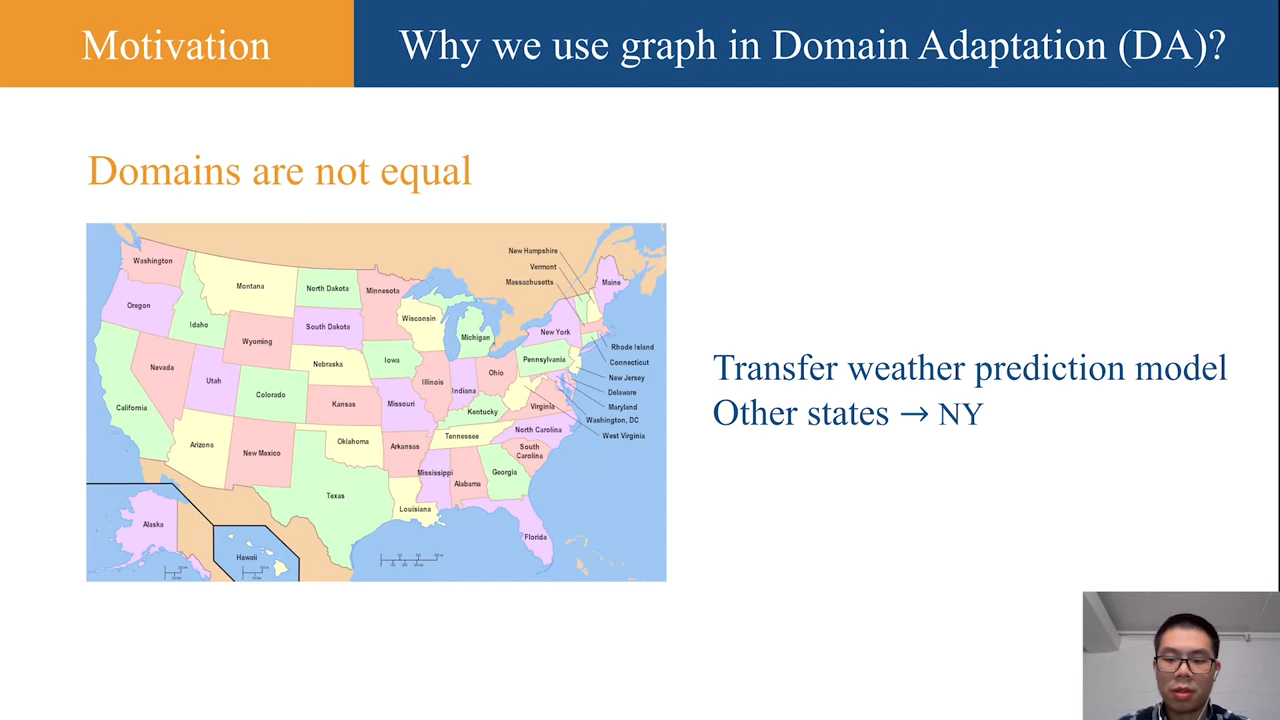 Motivation
Why we use graph in Domain Adaptation (DA)?
Domains are not equal
Washington
Montana
North Dakota
Minnesota
New Hampshire
Vermont
Massachusetts
Maine
Oregon
Idaho
Wyoming
South Dakota
Wisconsin
Michigan
New York
Rhode Island
Connecticut
New Jersey
Delaware
Maryland
Washington, DC
West Virginia
Nevada
Utah
Colorado
Nebraska
Iowa
Illinois
Indiana
Ohio
Pennsylvania
California
Kansas
Missouri
Kentucky
Virginia
Arizona
New Mexico
Oklahoma
Arkansas
Tennessee
North Carolina
South
Carolina
Texas
Louisiana
Mississippi
Alabama
Georgia
Florida
Alaska
Hawaii
Transfer weather prediction model
Other states → NY